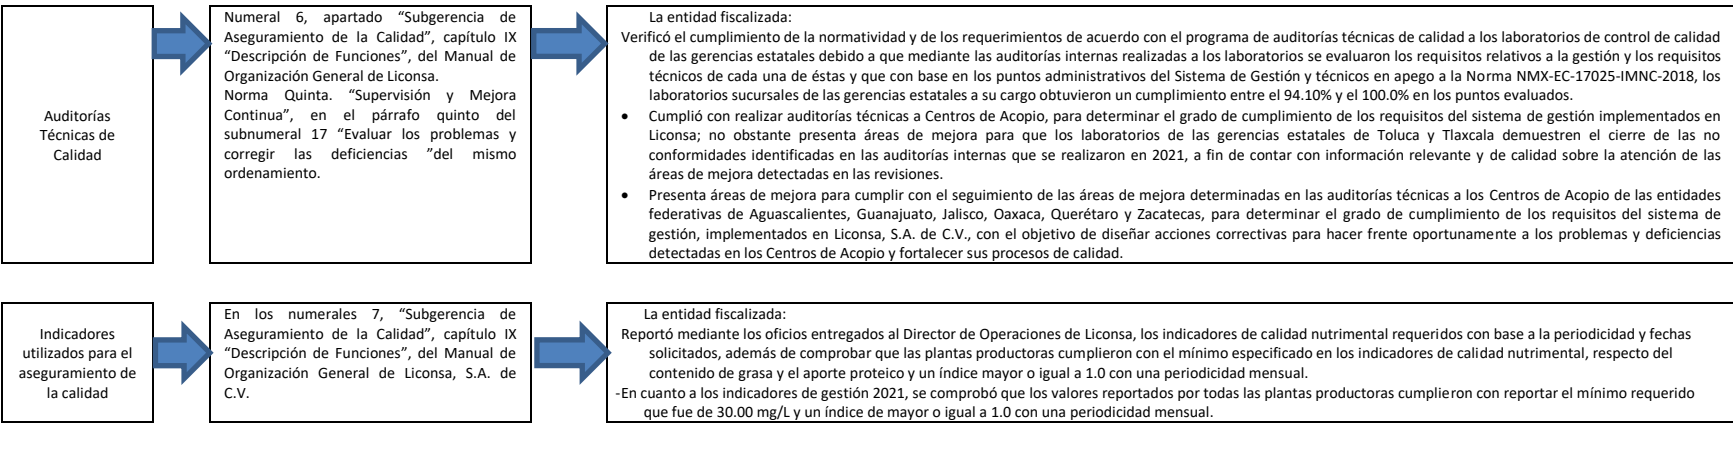 Auditorías
Técnicas de
Calidad
Numeral 6, apartado “Subgerencia de
Aseguramiento de la Calidad”, capítulo IX
“Descripción de Funciones”, del Manual de
Organización General de Liconsa.
Norma Quinta. “Supervisión y Mejora
Continua”, en el párrafo quinto del
subnumeral 17 “Evaluar los problemas y
corregir las deficiencias ”del mismo
ordenamiento.
La entidad fiscalizada:
Verificó el cumplimiento de la normatividad y de los requerimientos de acuerdo con el programa de auditorías técnicas de calidad a los laboratorios de control de calidad
de las gerencias estatales debido a que mediante las auditorías internas realizadas a los laboratorios se evaluaron los requisitos relativos a la gestión y los requisitos
técnicos de cada una de éstas y que con base en los puntos administrativos del Sistema de Gestión y técnicos en apego a la Norma NMX-EC-17025-IMNC-2018, los
laboratorios sucursales de las gerencias estatales a su cargo obtuvieron un cumplimiento entre el 94.10% y el 100.0% en los puntos evaluados.
• Cumplió con realizar auditorías técnicas a Centros de Acopio, para determinar el grado de cumplimiento de los requisitos del sistema de gestión implementados en
Liconsa; no obstante presenta áreas de mejora para que los laboratorios de las gerencias estatales de Toluca y Tlaxcala demuestren el cierre de las no
conformidades identificadas en las auditorías internas que se realizaron en 2021, a fin de contar con información relevante y de calidad sobre la atención de las
áreas de mejora detectadas en las revisiones.
• Presenta áreas de mejora para cumplir con el seguimiento de las áreas de mejora determinadas en las auditorías técnicas a los Centros de Acopio de las entidades
federativas de Aguascalientes, Guanajuato, Jalisco, Oaxaca, Querétaro y Zacatecas, para determinar el grado de cumplimiento de los requisitos del sistema de
gestión, implementados en Liconsa, S.A. de C.V., con el objetivo de diseñar acciones correctivas para hacer frente oportunamente a los problemas y deficiencias
detectadas en los Centros de Acopio y fortalecer sus procesos de calidad.
Indicadores
utilizados para el
aseguramiento de
la calidad
En los numerales 7, “Subgerencia de
Aseguramiento de la Calidad”, capítulo IX
“Descripción de Funciones”, del Manual de
Organización General de Liconsa, S.A. de
C.V.
La entidad fiscalizada:
Reportó mediante los oficios entregados al Director de Operaciones de Liconsa, los indicadores de calidad nutrimental requeridos con base a la periodicidad y fechas
solicitados, además de comprobar que las plantas productoras cumplieron con el mínimo especificado en los indicadores de calidad nutrimental, respecto del
contenido de grasa y el aporte proteico y un índice mayor o igual a 1.0 con una periodicidad mensual.
-En cuanto a los indicadores de gestión 2021, se comprobó que los valores reportados por todas las plantas productoras cumplieron con reportar el mínimo requerido
que fue de 30.00 mg/L y un índice de mayor o igual a 1.0 con una periodicidad mensual.